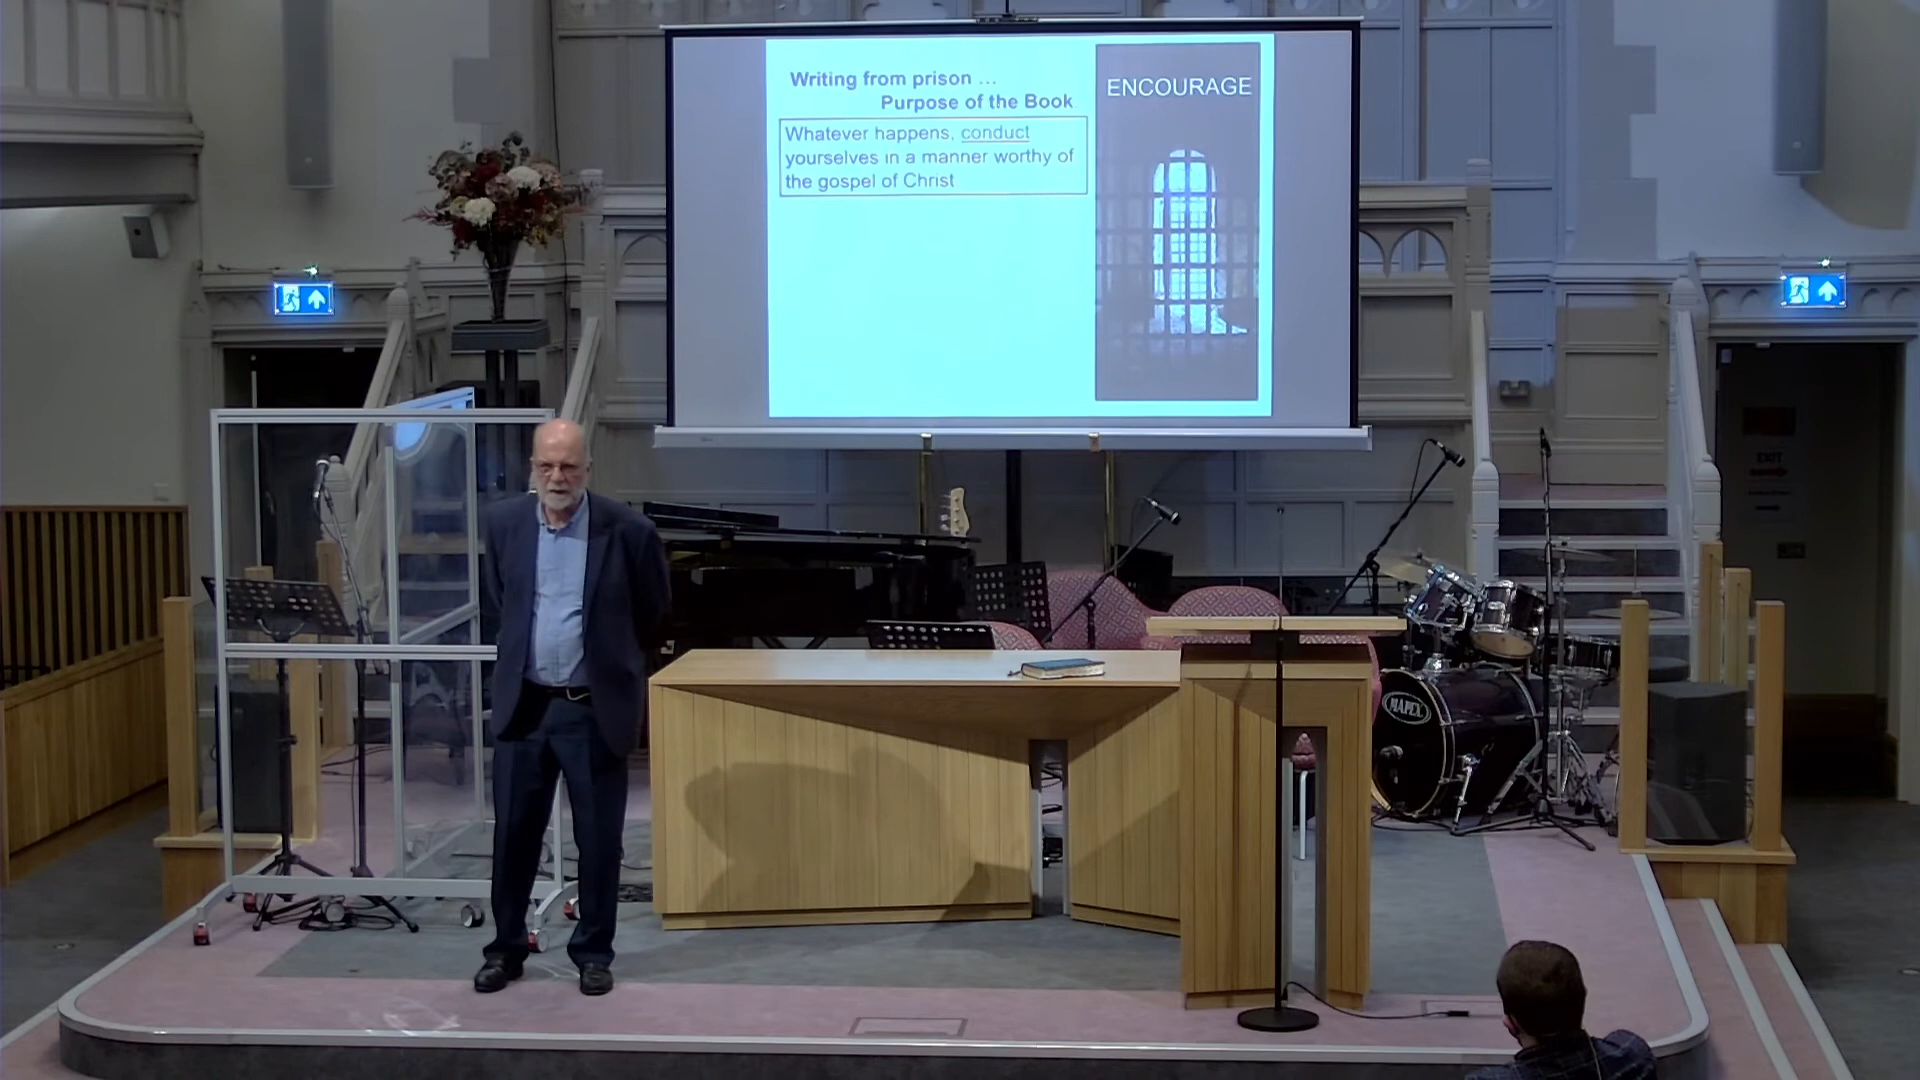 Writing from prison ...
Purpose of the Book
Whatever happens, conduct
yourselves in a manner worthy of
the gospel of Christ
ENCOURAGE
EXIT
MAPEX